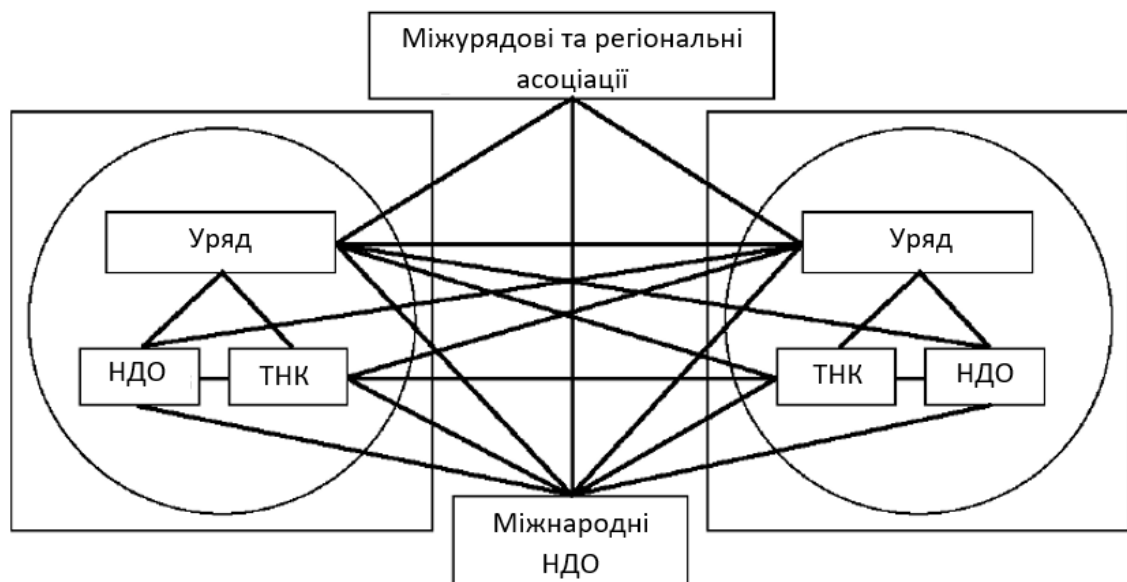 Міжурядові та регіональні
асоціації
Уряд
Уряд
НДО
ТНК
ТНК
НДО
Міжнародні
НДО